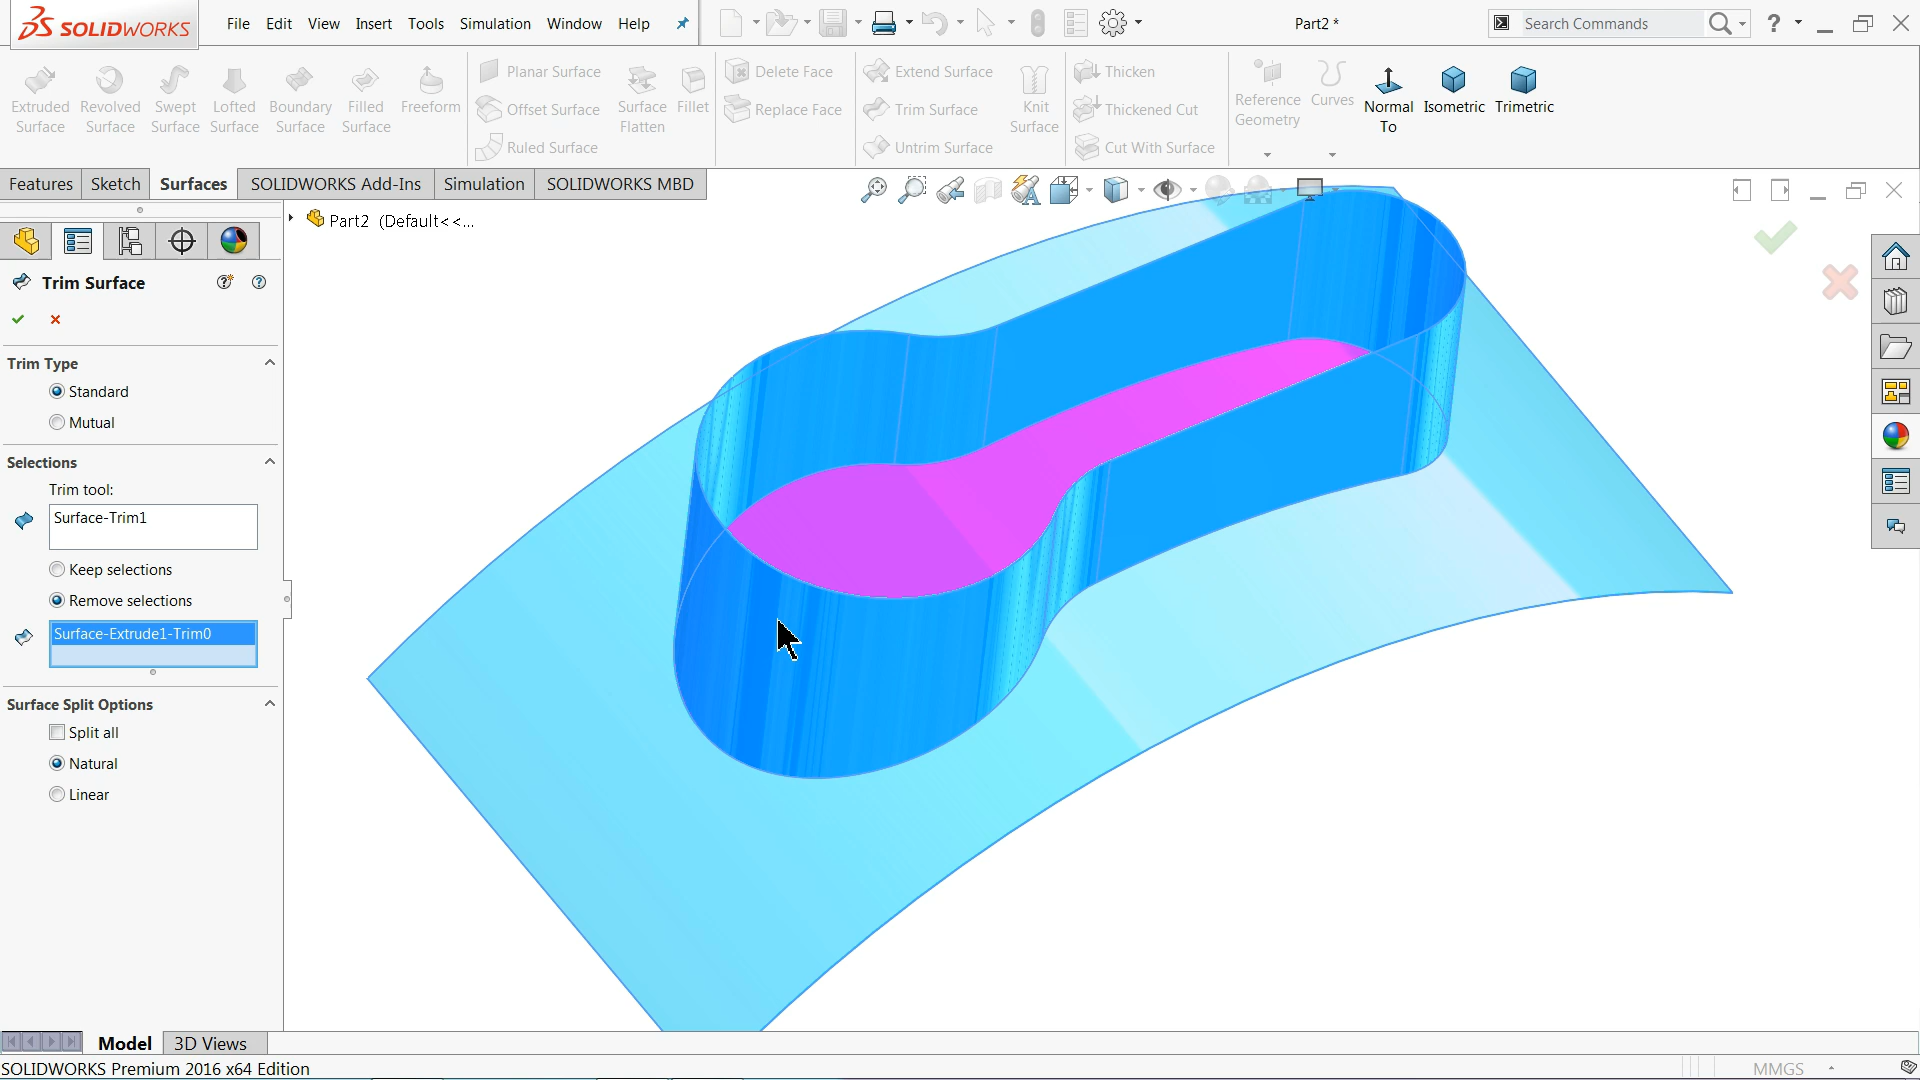 SOLIDWORKS
File Edit View Insert Tools Simulation Window Help
Part2 *
Search Commands
?
Extruded Surface
Revolved Surface
Swept Surface
Lofted Surface
Boundary Surface
Filled Surface
Freeform
Planar Surface
Offset Surface
Ruled Surface
Surface Flatten
Fillet
Delete Face
Replace Face
Extend Surface
Trim Surface
Untrim Surface
Knit Surface
Thicken
Thickened Cut
Cut With Surface
Reference Geometry
Curves
Normal To
Isometric
Trimetric
Features Sketch Surfaces SOLIDWORKS Add-Ins Simulation SOLIDWORKS MBD
Part2 (Default<<...
Trim Surface
Trim Type
Standard
Mutual
Selections
Trim tool:
Surface-Trim1
Keep selections
Remove selections
Surface-Extrude1-Trim0
Surface Split Options
Split all
Natural
Linear
Model 3D Views
SOLIDWORKS Premium 2016 x64 Edition
MMGS